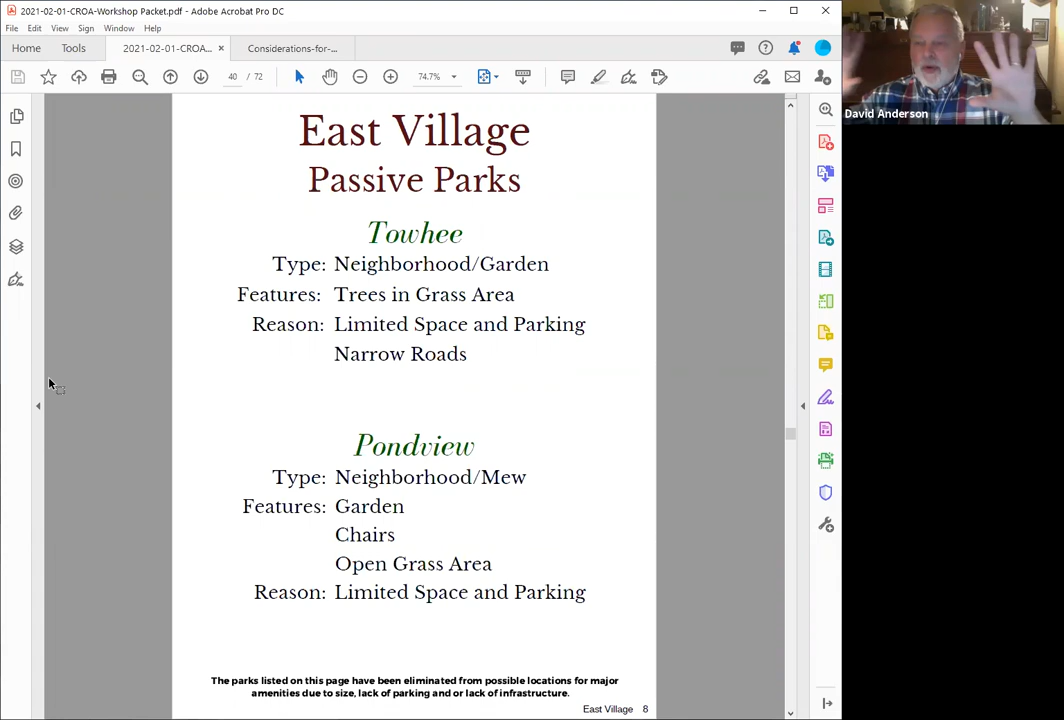 2021-02-01-CROA-Workshop Packet.pdf - Adobe Acrobat Pro DC
File Edit View Sign Window Help
Home Tools 2021-02-01-CROA... × Considerations-for-...
40 / 72 74.7%
David Anderson
East Village
Passive Parks
Towhee
Type: Neighborhood/Garden
Features: Trees in Grass Area
Reason: Limited Space and Parking
Narrow Roads
Pondview
Type: Neighborhood/Mew
Features: Garden
Chairs
Open Grass Area
Reason: Limited Space and Parking
The parks listed on this page have been eliminated from possible locations for major
amenities due to size, lack of parking and or lack of infrastructure.
East Village 8